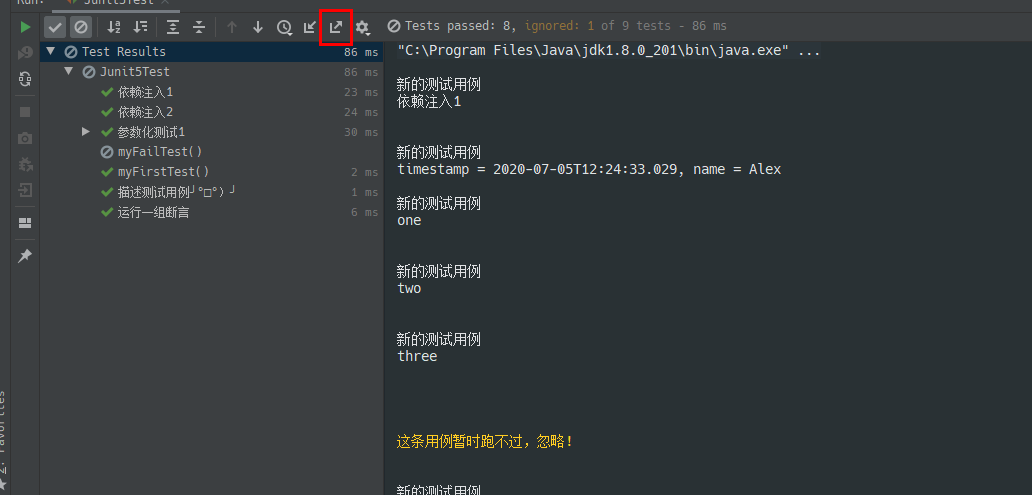 Run:
Junit5Test ×
Tests passed: 8, ignored: 1 of 9 tests - 86 ms
Test Results 86 ms
Junit5Test 86 ms
依赖注入1 23 ms
依赖注入2 24 ms
参数化测试1 30 ms
myFailTest()
myFirstTest() 2 ms
描述测试用例╯°□°）╯ 1 ms
运行一组断言 6 ms
"C:\Program Files\Java\jdk1.8.0_201\bin\java.exe" ...
新的测试用例
依赖注入1
新的测试用例
timestamp = 2020-07-05T12:24:33.029, name = Alex
新的测试用例
one
新的测试用例
two
新的测试用例
three
这条用例暂时跑不过，忽略！
新的测试用例
2: Favorites